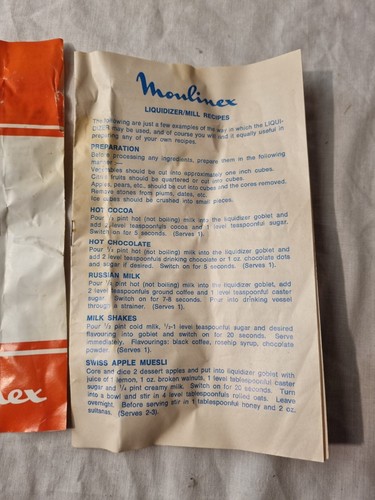 Moulinex
LIQUIDIZER/MILL RECIPES
The following are just a few examples of the way in which the LIQUI-
DIZER may be used, and of course you will find it equally useful in
preparing any of your own recipes.
PREPARATION
Before processing any ingredients, prepare them in the following
manner:—
Vegetables should be cut into approximately one inch cubes.
Citrus fruits should be quartered or cut into cubes.
Apples, pears, etc., should be cut into cubes and the cores removed.
Remove stones from plums, dates, etc.
Ice cubes should be crushed into small pieces.
HOT COCOA
Pour ½ pint hot (not boiling) milk into the liquidizer goblet and
add 2 teaspoonfuls cocoa and 1 level teaspoonful sugar.
Switch on for 5 seconds. (Serves 1).
HOT CHOCOLATE
Pour ½ pint hot (not boiling) milk into the liquidizer goblet and
add 2 level teaspoonfuls drinking chocolate or 1 oz. chocolate dots
and sugar if desired. Switch on for 5 seconds. (Serves 1).
RUSSIAN MILK
Pour ½ pint hot (not boiling) milk into the liquidizer goblet, add
2 level teaspoonfuls ground coffee and 1 level teaspoonful caster
sugar. Switch on for 7-8 seconds. Pour into drinking vessel
through a strainer. (Serves 1).
MILK SHAKES
Pour ½ pint cold milk, ½-1 level teaspoonful sugar and desired
flavouring into goblet and switch on for 20 seconds. Serve
immediately. Flavourings: black coffee, rosehip syrup, chocolate
powder. (Serves 1).
SWISS APPLE MUESLI
Core and dice 2 dessert apples and put into liquidizer goblet with
juice of 1 lemon, 1 oz. broken walnuts, 1 level tablespoonful caster
sugar and ¼ pint creamy milk. Switch on for 20 seconds. Turn
into a bowl and stir in 4 level tablespoonfuls rolled oats. Leave
overnight. Before serving stir in 1 tablespoonful honey and 2 oz.
sultanas. (Serves 2-3).
lex